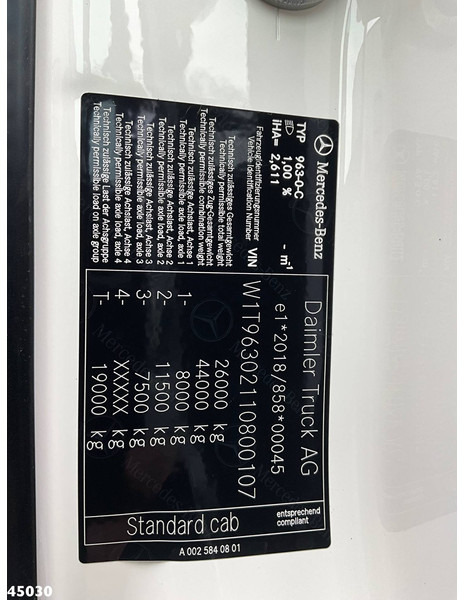 Mercedes-Benz
Daimler Truck AG
TYP 963-0-C
e1*2018/858*00045
1,00 % - m¹
iHA= 2,611
Fahrzeugidentifizierungsnummer
Vehicle Identification Number VIN W1T96302110800107
Technisch zulässiges Gesamtgewicht
Technically permissible total weight 26000 kg
Technisch zulässiges Zug-Gesamtgewicht
Technically permissible combination weight 44000 kg
Technisch zulässige Achslast, Achse 1
Technically permissible axle load, axle 1 1- 8000 kg
Technisch zulässige Achslast, Achse 2
Technically permissible axle load, axle 2 2- 11500 kg
Technisch zulässige Achslast, Achse 3
Technically permissible axle load, axle 3 3- 7500 kg
Technisch zulässige Achslast, Achse 4
Technically permissible axle load, axle 4 4- XXXXX kg
Technisch zulässige Last der Achsgruppe
Technically permissible load on axle group T- 19000 kg
Standard cab
entsprechend
compliant
A 002 584 08 01
45030